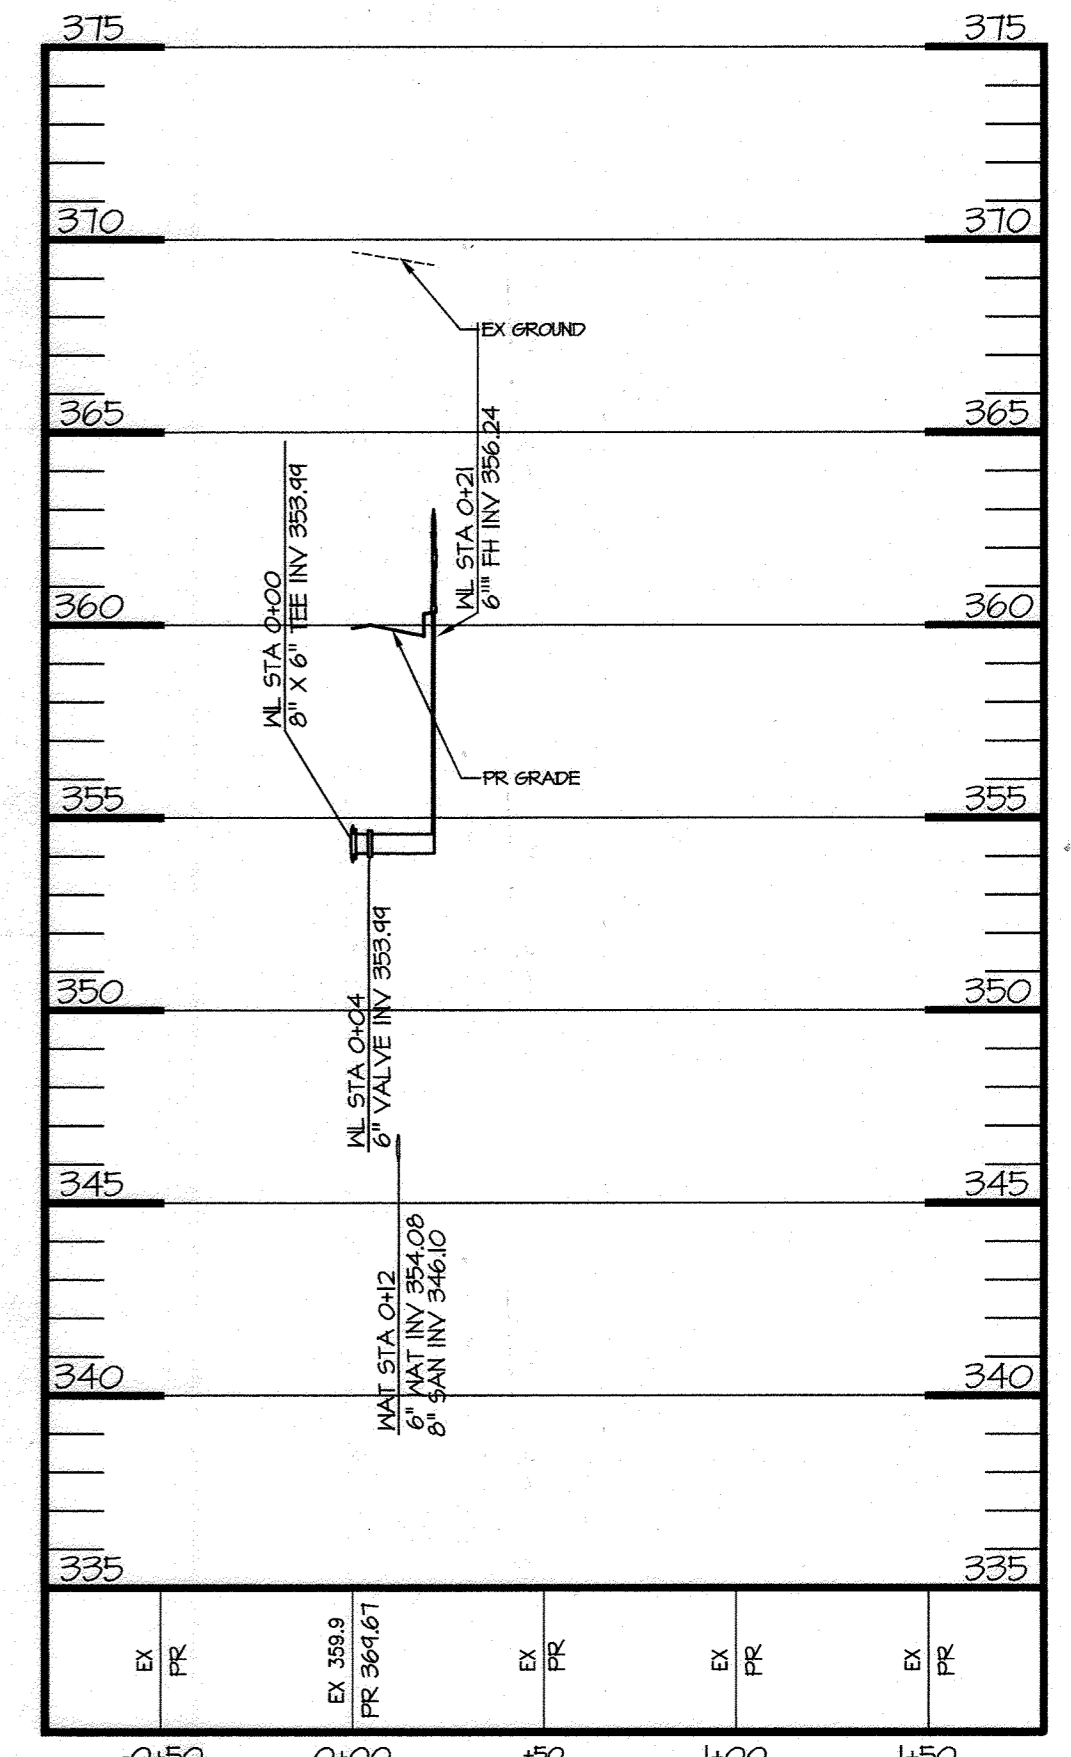 375 375
370 370
EX GROUND
365 365
WL STA 0+00
8" X 6" TEE INV 353.99
WL STA 0+21
6"" FH INV 356.24
360 360
PR GRADE
355 355
WL STA 0+04
6" VALVE INV 353.99
350 350
345 345
WAT STA 0+12
6" WAT INV 354.08
8" SAN INV 346.10
340 340
335 335
EX
PR
EX 359.9
PR 369.67
EX
PR
EX
PR
EX
PR
-0+50 0+00 +50 1+00 1+50